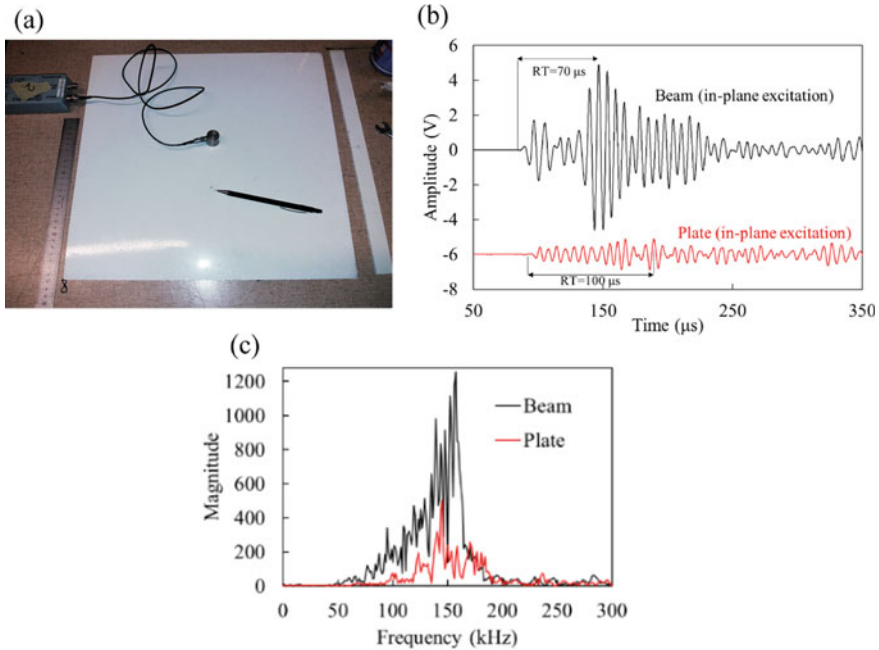 (a)
(b)
6
4
2
0
-2
-4
-6
-8
Amplitude (V)
RT=70 μs
Beam (in-plane excitation)
Plate (in-plane excitation)
RT=100 μs
50
150
250
350
Time (μs)
(c)
1200
1000
800
600
400
200
0
Magnitude
Beam
Plate
0
50
100
150
200
250
300
Frequency (kHz)